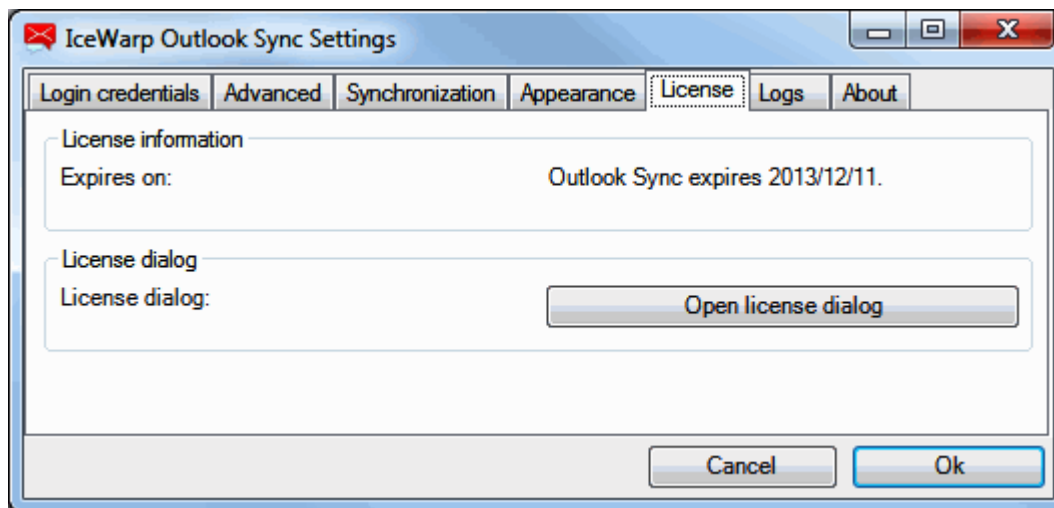 IceWarp Outlook Sync Settings
Login credentials Advanced Synchronization Appearance License Logs About
License information
Expires on: Outlook Sync expires 2013/12/11.
License dialog
License dialog: Open license dialog
Cancel Ok